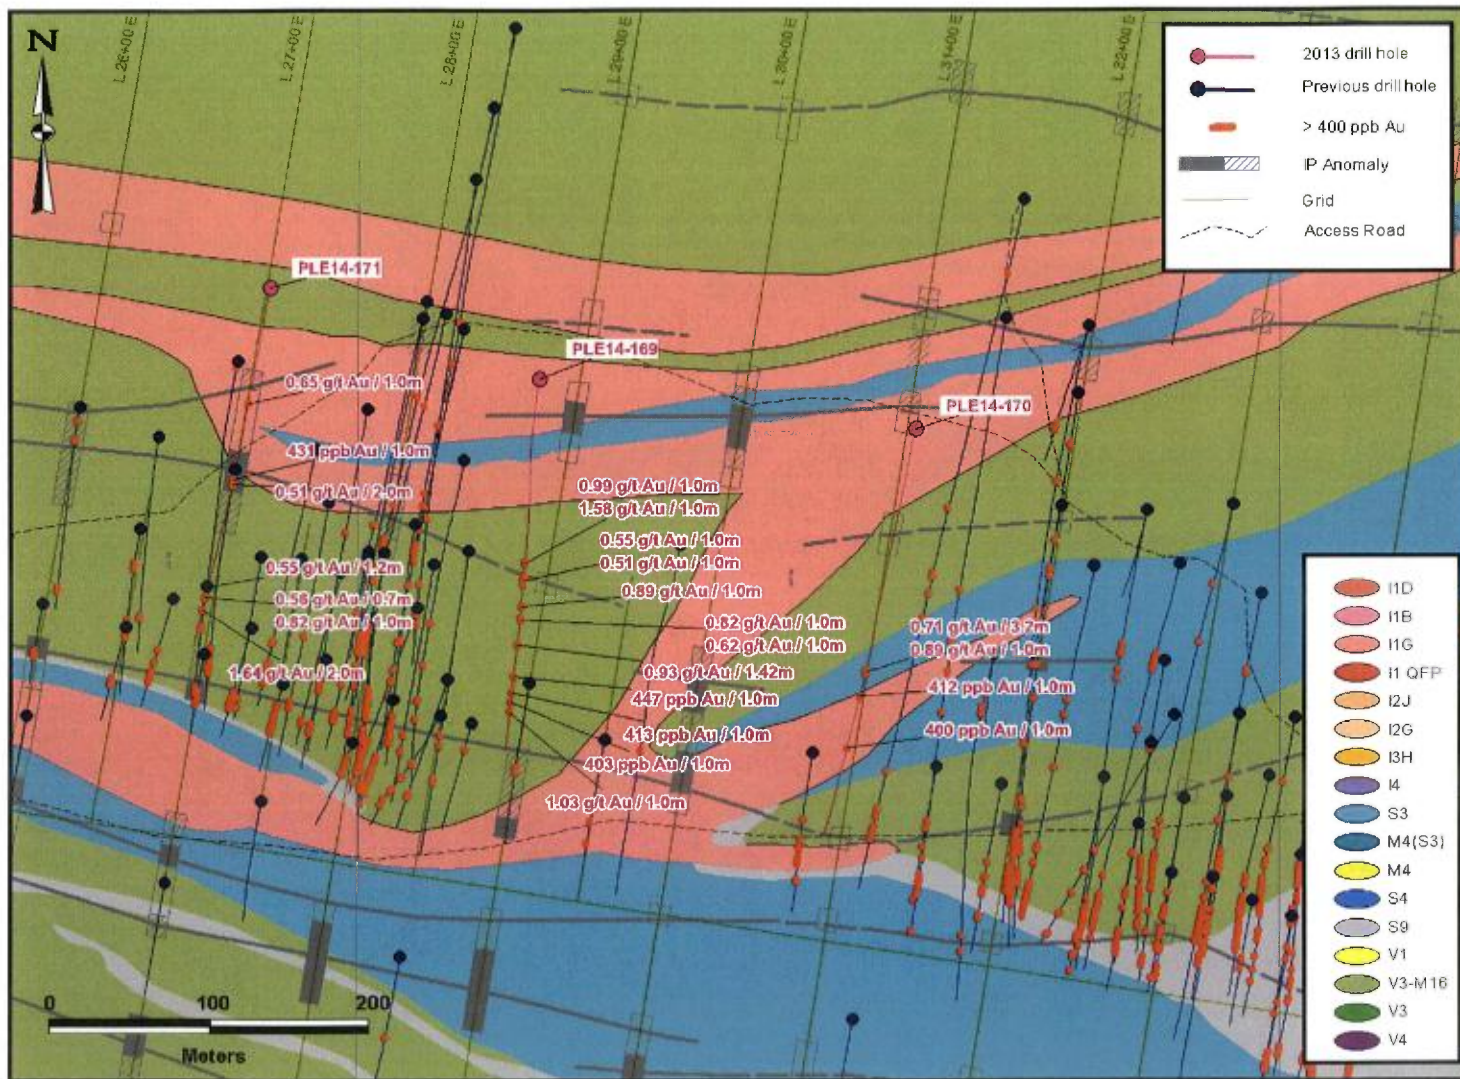 N
L 26+00 E
L 27+00 E
L 28+00 E
L 29+00 E
L 30+00 E
L 31+00 E
L 32+00 E
2013 drill hole
Previous drill hole
> 400 ppb Au
IP Anomaly
Grid
Access Road
PLE14-171
PLE14-169
PLE14-170
0.65 g/t Au / 1.0m
431 ppb Au / 1.0m
0.51 g/t Au / 2.0m
0.99 g/t Au / 1.0m
1.58 g/t Au / 1.0m
0.55 g/t Au / 1.0m
0.51 g/t Au / 1.0m
0.89 g/t Au / 1.0m
0.55 g/t Au / 1.2m
0.56 g/t Au / 0.7m
0.82 g/t Au / 1.0m
1.64 g/t Au / 2.0m
0.82 g/t Au / 1.0m
0.62 g/t Au / 1.0m
0.93 g/t Au / 1.42m
447 ppb Au / 1.0m
413 ppb Au / 1.0m
403 ppb Au / 1.0m
1.03 g/t Au / 1.0m
0.71 g/t Au / 3.2m
0.89 g/t Au / 1.0m
412 ppb Au / 1.0m
400 ppb Au / 1.0m
I1D
I1B
I1G
I1 QFP
I2J
I2G
I3H
I4
S3
M4(S3)
M4
S4
S9
V1
V3-M16
V3
V4
0 100 200
Meters